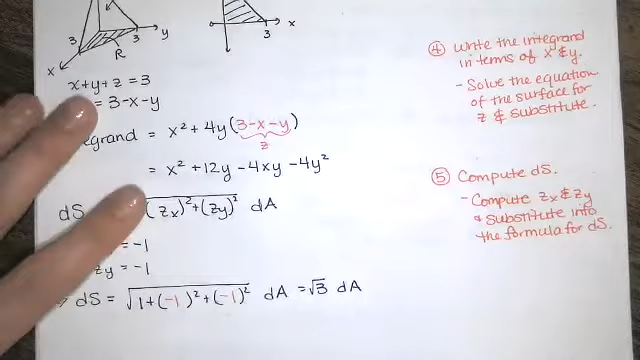 3
3
y
R
x
x
3
x+y+z = 3
= 3-x-y
= x² + 4y(3-x-y)
z
= x² + 12y - 4xy - 4y²
dS
(zx)² + (zy)² dA
= -1
zy = -1
dS = √1+(-1)²+(-1)² dA = √3 dA
④ Write the integrand
in terms of x & y.
- Solve the equation
of the surface for
z & substitute.
⑤ Compute dS.
- Compute zx & zy
& substitute into
the formula for dS.